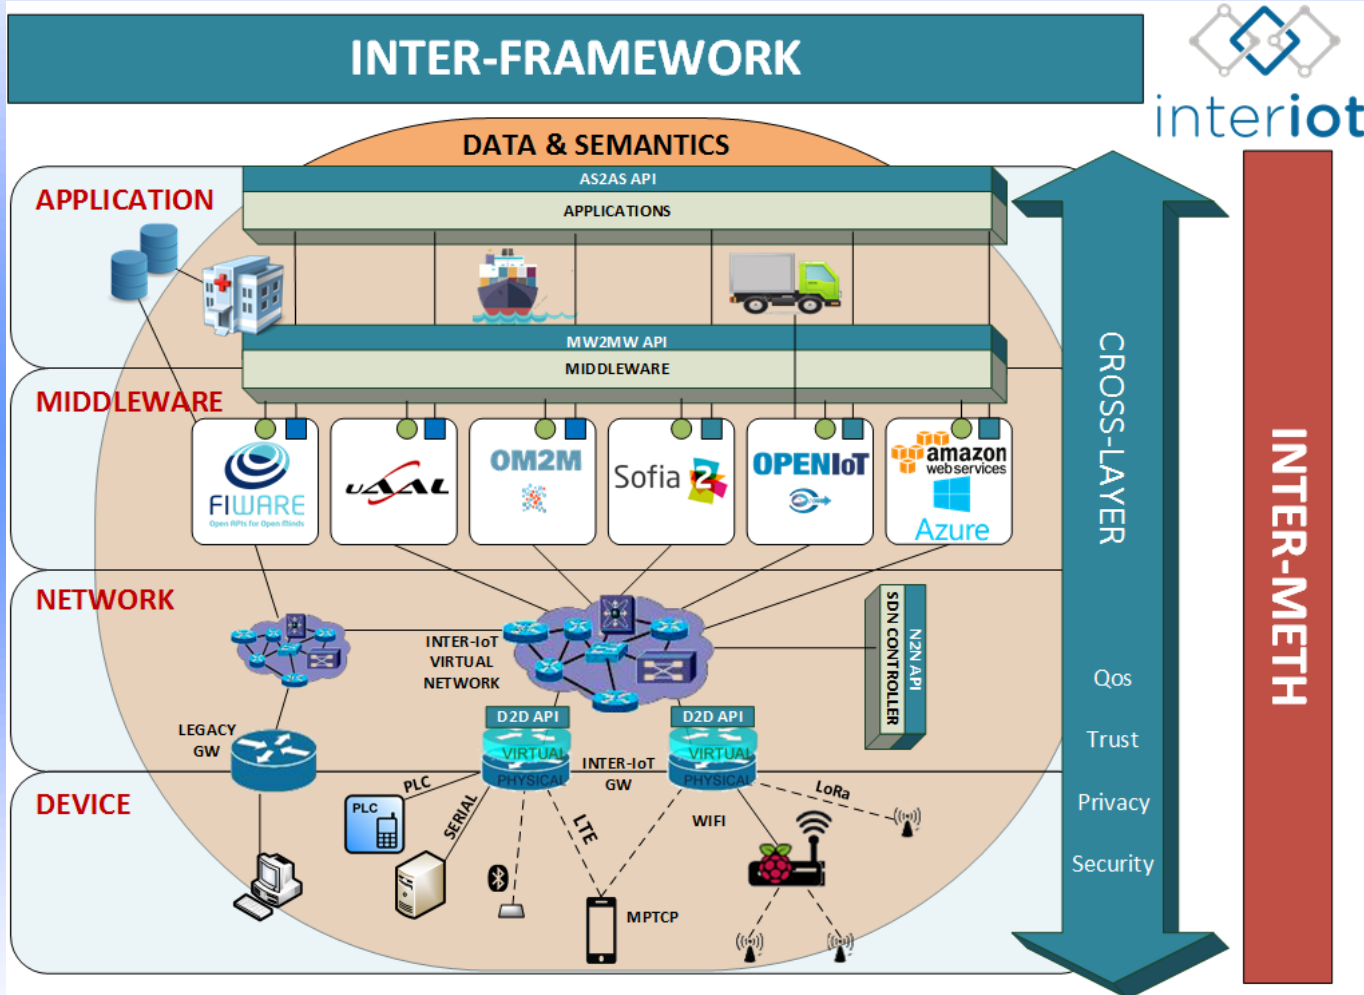 INTER-FRAMEWORK
interiot
DATA & SEMANTICS
APPLICATION
AS2AS API
APPLICATIONS
MW2MW API
MIDDLEWARE
MIDDLEWARE
FIWARE
Open APIs for Open Minds
uAAL
OM2M
Sofia2
OPENIoT
amazon
webservices
Azure
NETWORK
INTER-IoT
VIRTUAL
NETWORK
SDN CONTROLLER
N2N API
LEGACY
GW
D2D API
VIRTUAL
PHYSICAL
INTER-IoT
GW
D2D API
VIRTUAL
PHYSICAL
DEVICE
PLC
PLC
SERIAL
LTE
WIFI
LoRa
MPTCP
CROSS-LAYER
Qos
Trust
Privacy
Security
INTER-METH